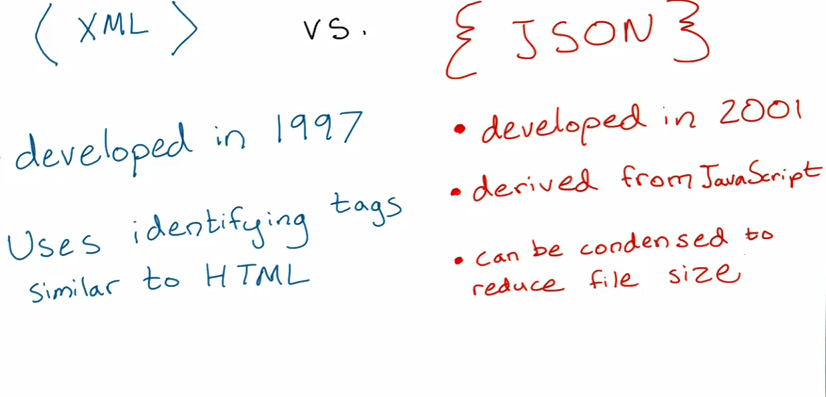 < XML > vs. { JSON }
developed in 1997
Uses identifying tags
similar to HTML
• developed in 2001
• derived from JavaScript
• can be condensed to
reduce file size